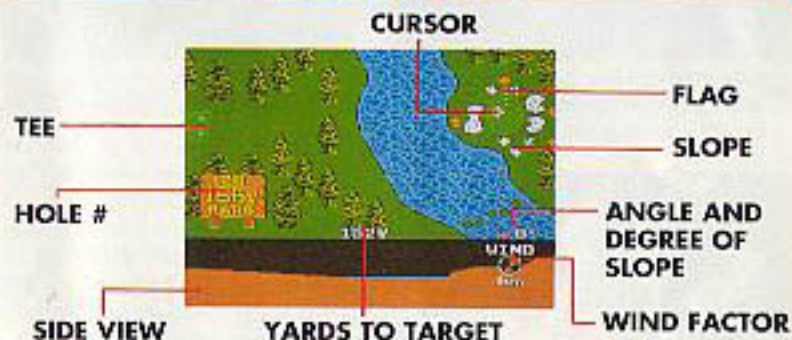 CURSOR
FLAG
TEE
SLOPE
HOLE #
ANGLE AND
DEGREE OF
SLOPE
WIND
SIDE VIEW
YARDS TO TARGET
WIND FACTOR